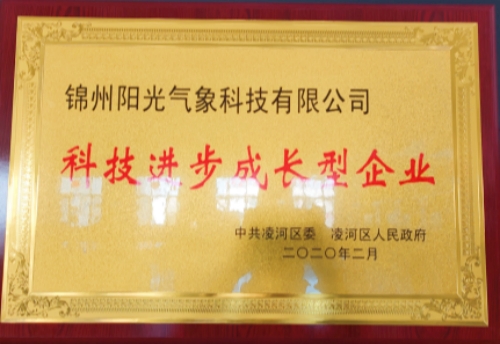 锦州阳光气象科技有限公司
科技进步成长型企业
中共凌河区委 凌河区人民政府
二〇二〇年二月